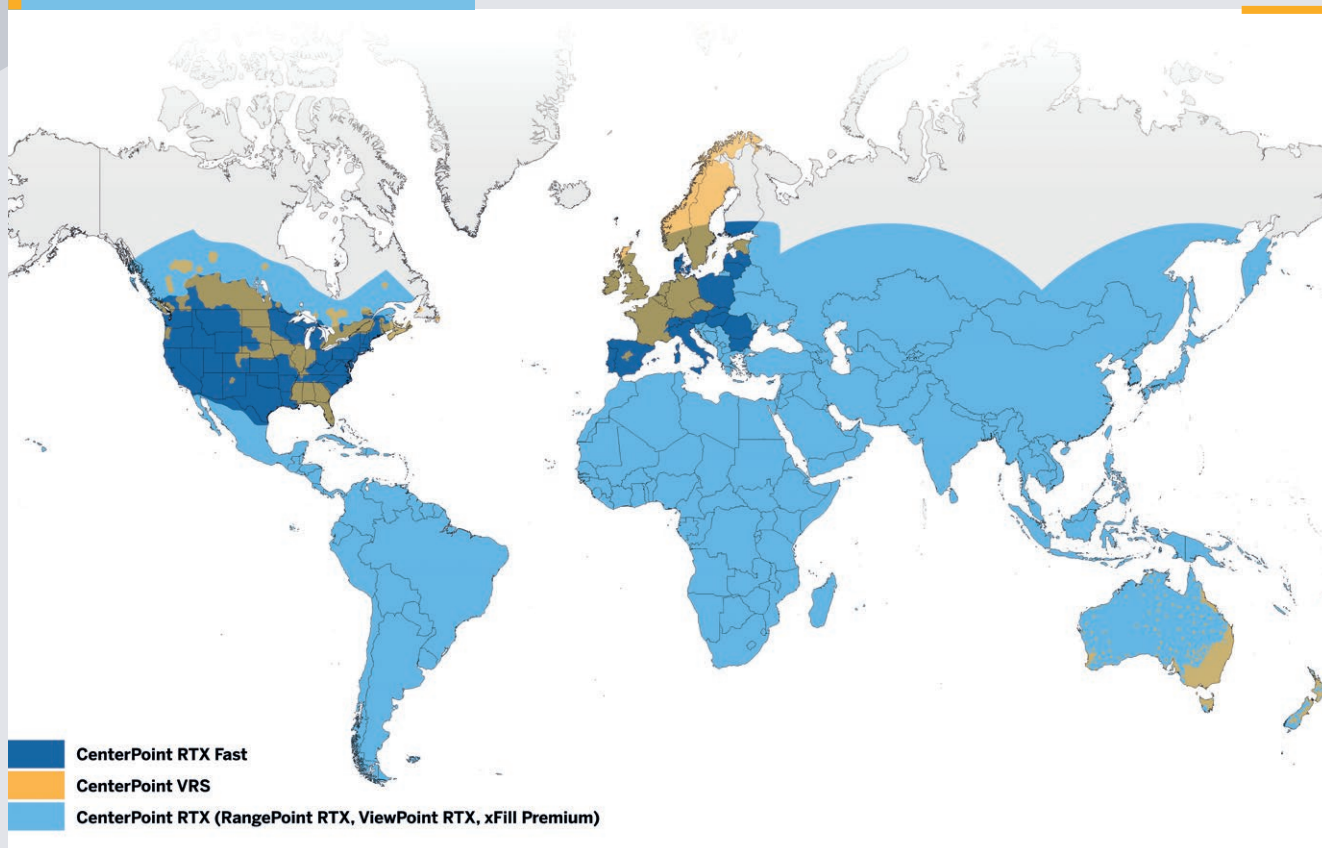 CenterPoint RTX Fast
CenterPoint VRS
CenterPoint RTX (RangePoint RTX, ViewPoint RTX, xFill Premium)